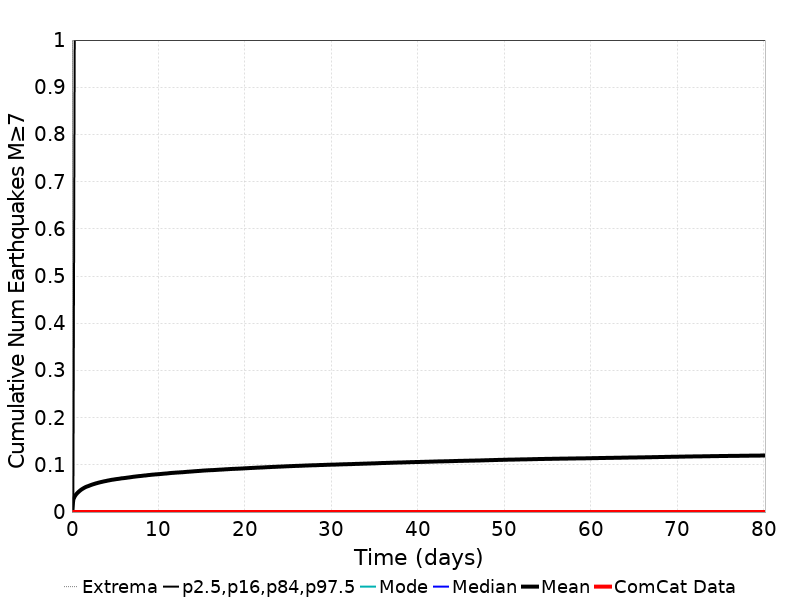 1
0.9
0.8
0.7
0.6
0.5
0.4
0.3
0.2
0.1
0
Cumulative Num Earthquakes M≥7
0 10 20 30 40 50 60 70 80
Time (days)
Extrema p2.5,p16,p84,p97.5 Mode Median Mean ComCat Data